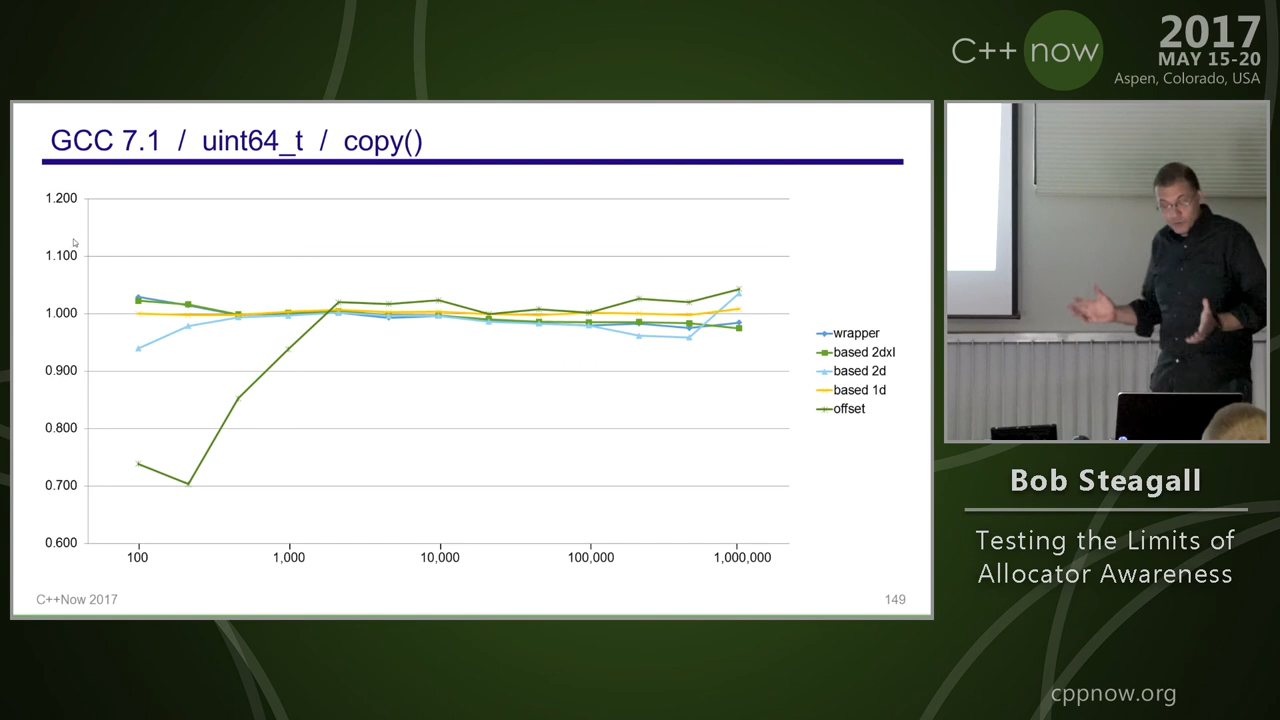 C++ now
2017
MAY 15-20
Aspen, Colorado, USA
GCC 7.1 / uint64_t / copy()
1.200
1.100
1.000
0.900
0.800
0.700
0.600
100
1,000
10,000
100,000
1,000,000
wrapper
based 2dxl
based 2d
based 1d
offset
C++Now 2017
149
Bob Steagall
Testing the Limits of
Allocator Awareness
cppnow.org